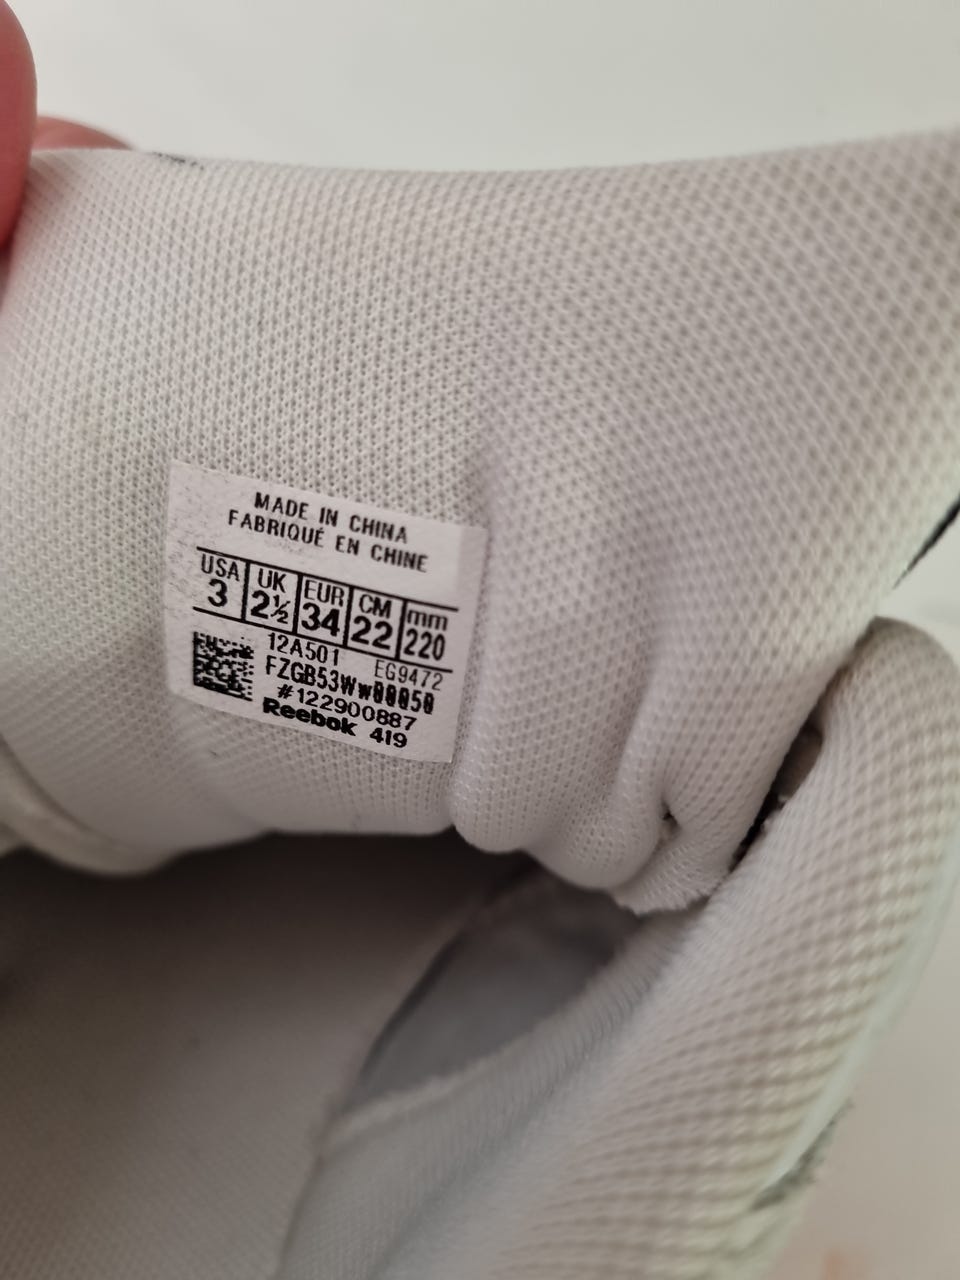 MADE IN CHINA
FABRIQUÉ EN CHINE
USA UK EUR CM mm
3 2½ 34 22 220
12A501 EG9472
#122900887
Reebok 419